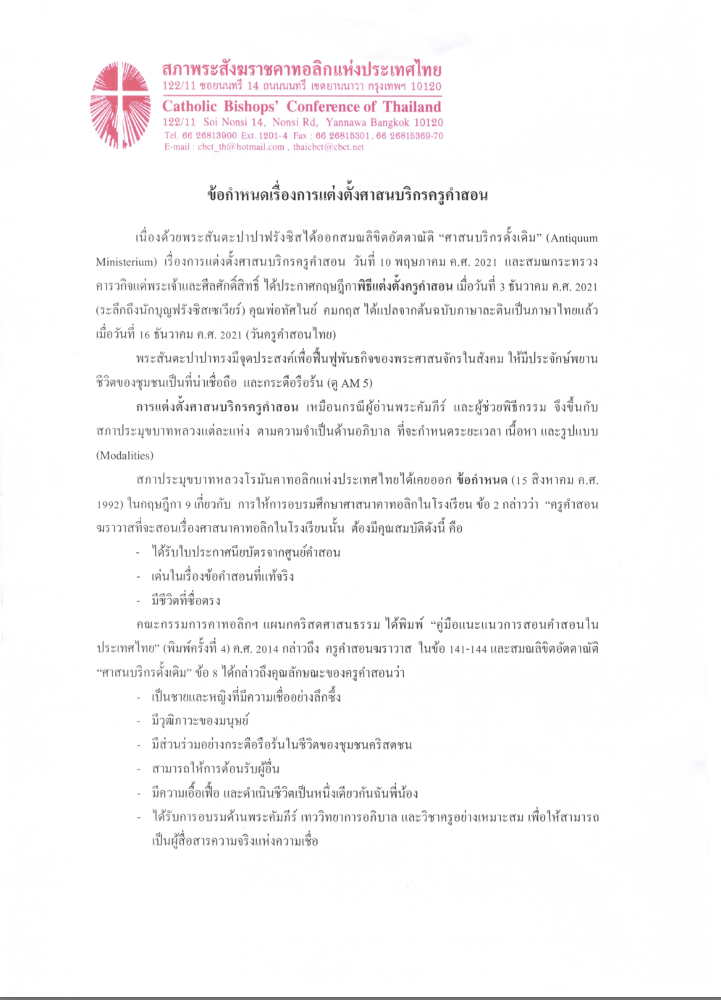 สภาพระสังฆราชคาทอลิกแห่งประเทศไทย
122/11 ซอยนนทรี 14 ถนนนนทรี เขตยานนาวา กรุงเทพฯ 10120
Catholic Bishops' Conference of Thailand
122/11 Soi Nonsi 14, Nonsi Rd, Yannawa Bangkok 10120
Tel. 66 26813900 Ext. 1201-4 Fax : 66 26815301, 66 26815369-70
E-mail : cbct_th@hotmail.com , thaicbct@cbct.net
ข้อกำหนดเรื่องการแต่งตั้งศาสนบริกรครูคำสอน
เนื่องด้วยพระสันตะปาปาฟรังซิสได้ออกสมณลิขิตอัตตาณัติ “ศาสนบริกรดั้งเดิม” (Antiquum
Ministerium) เรื่องการแต่งตั้งศาสนบริกรครูคำสอน วันที่ 10 พฤษภาคม ค.ศ. 2021 และสมณกระทรวง
คารวกิจแด่พระเจ้าและศีลศักดิ์สิทธิ์ ได้ประกาศกฤษฎีกาพิธีแต่งตั้งครูคำสอน เมื่อวันที่ 3 ธันวาคม ค.ศ. 2021
(ระลึกถึงนักบุญฟรังซิสเซเวียร์) คุณพ่อทัศไนย์ คมกฤส ได้แปลจากต้นฉบับภาษาละตินเป็นภาษาไทยแล้ว
เมื่อวันที่ 16 ธันวาคม ค.ศ. 2021 (วันครูคำสอนไทย)
พระสันตะปาปาทรงมีจุดประสงค์เพื่อฟื้นฟูพันธกิจของพระศาสนจักรในสังคม ให้มีประจักษ์พยาน
ชีวิตของชุมชนเป็นที่น่าเชื่อถือ และกระตือรือร้น (ดู AM 5)
การแต่งตั้งศาสนบริกรครูคำสอน เหมือนกรณีผู้อ่านพระคัมภีร์ และผู้ช่วยพิธีกรรม จึงขึ้นกับ
สภาประมุขบาทหลวงแต่ละแห่ง ตามความจำเป็นด้านอภิบาล ที่จะกำหนดระยะเวลา เนื้อหา และรูปแบบ
(Modalities)
สภาประมุขบาทหลวงโรมันคาทอลิกแห่งประเทศไทยได้เคยออก ข้อกำหนด (15 สิงหาคม ค.ศ.
1992) ในกฤษฎีกา 9 เกี่ยวกับ การให้การอบรมศึกษาศาสนาคาทอลิกในโรงเรียน ข้อ 2 กล่าวว่า “ครูคำสอน
ฆราวาสที่จะสอนเรื่องศาสนาคาทอลิกในโรงเรียนนั้น ต้องมีคุณสมบัติดังนี้ คือ
- ได้รับใบประกาศนียบัตรจากศูนย์คำสอน
- เด่นในเรื่องข้อคำสอนที่แท้จริง
- มีชีวิตที่ซื่อตรง
คณะกรรมการคาทอลิกฯ แผนกคริสตศาสนธรรม ได้พิมพ์ “คู่มือแนะแนวการสอนคำสอนใน
ประเทศไทย” (พิมพ์ครั้งที่ 4) ค.ศ. 2014 กล่าวถึง ครูคำสอนฆราวาส ในข้อ 141-144 และสมณลิขิตอัตตาณัติ
“ศาสนบริกรดั้งเดิม” ข้อ 8 ได้กล่าวถึงคุณลักษณะของครูคำสอนว่า
- เป็นชายและหญิงที่มีความเชื่ออย่างลึกซึ้ง
- มีวุฒิภาวะของมนุษย์
- มีส่วนร่วมอย่างกระตือรือร้นในชีวิตของชุมชนคริสตชน
- สามารถให้การต้อนรับผู้อื่น
- มีความเอื้อเฟื้อ และดำเนินชีวิตเป็นหนึ่งเดียวกันฉันพี่น้อง
- ได้รับการอบรมด้านพระคัมภีร์ เทววิทยาการอภิบาล และวิชาครูอย่างเหมาะสม เพื่อให้สามารถ
เป็นผู้สื่อสารความจริงแห่งความเชื่อ